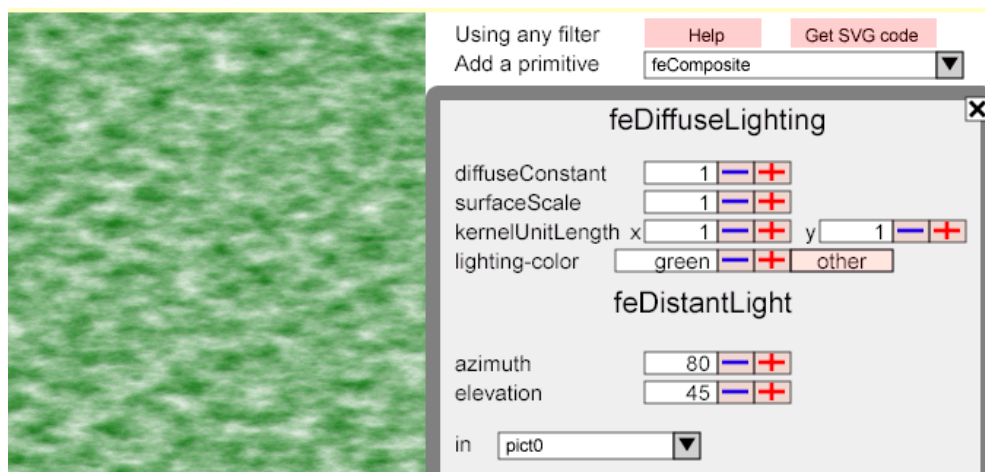 Using any filter Help Get SVG code
Add a primitive feComposite
feDiffuseLighting
diffuseConstant 1
surfaceScale 1
kernelUnitLength x 1 y 1
lighting-color green other
feDistantLight
azimuth 80
elevation 45
in pict0